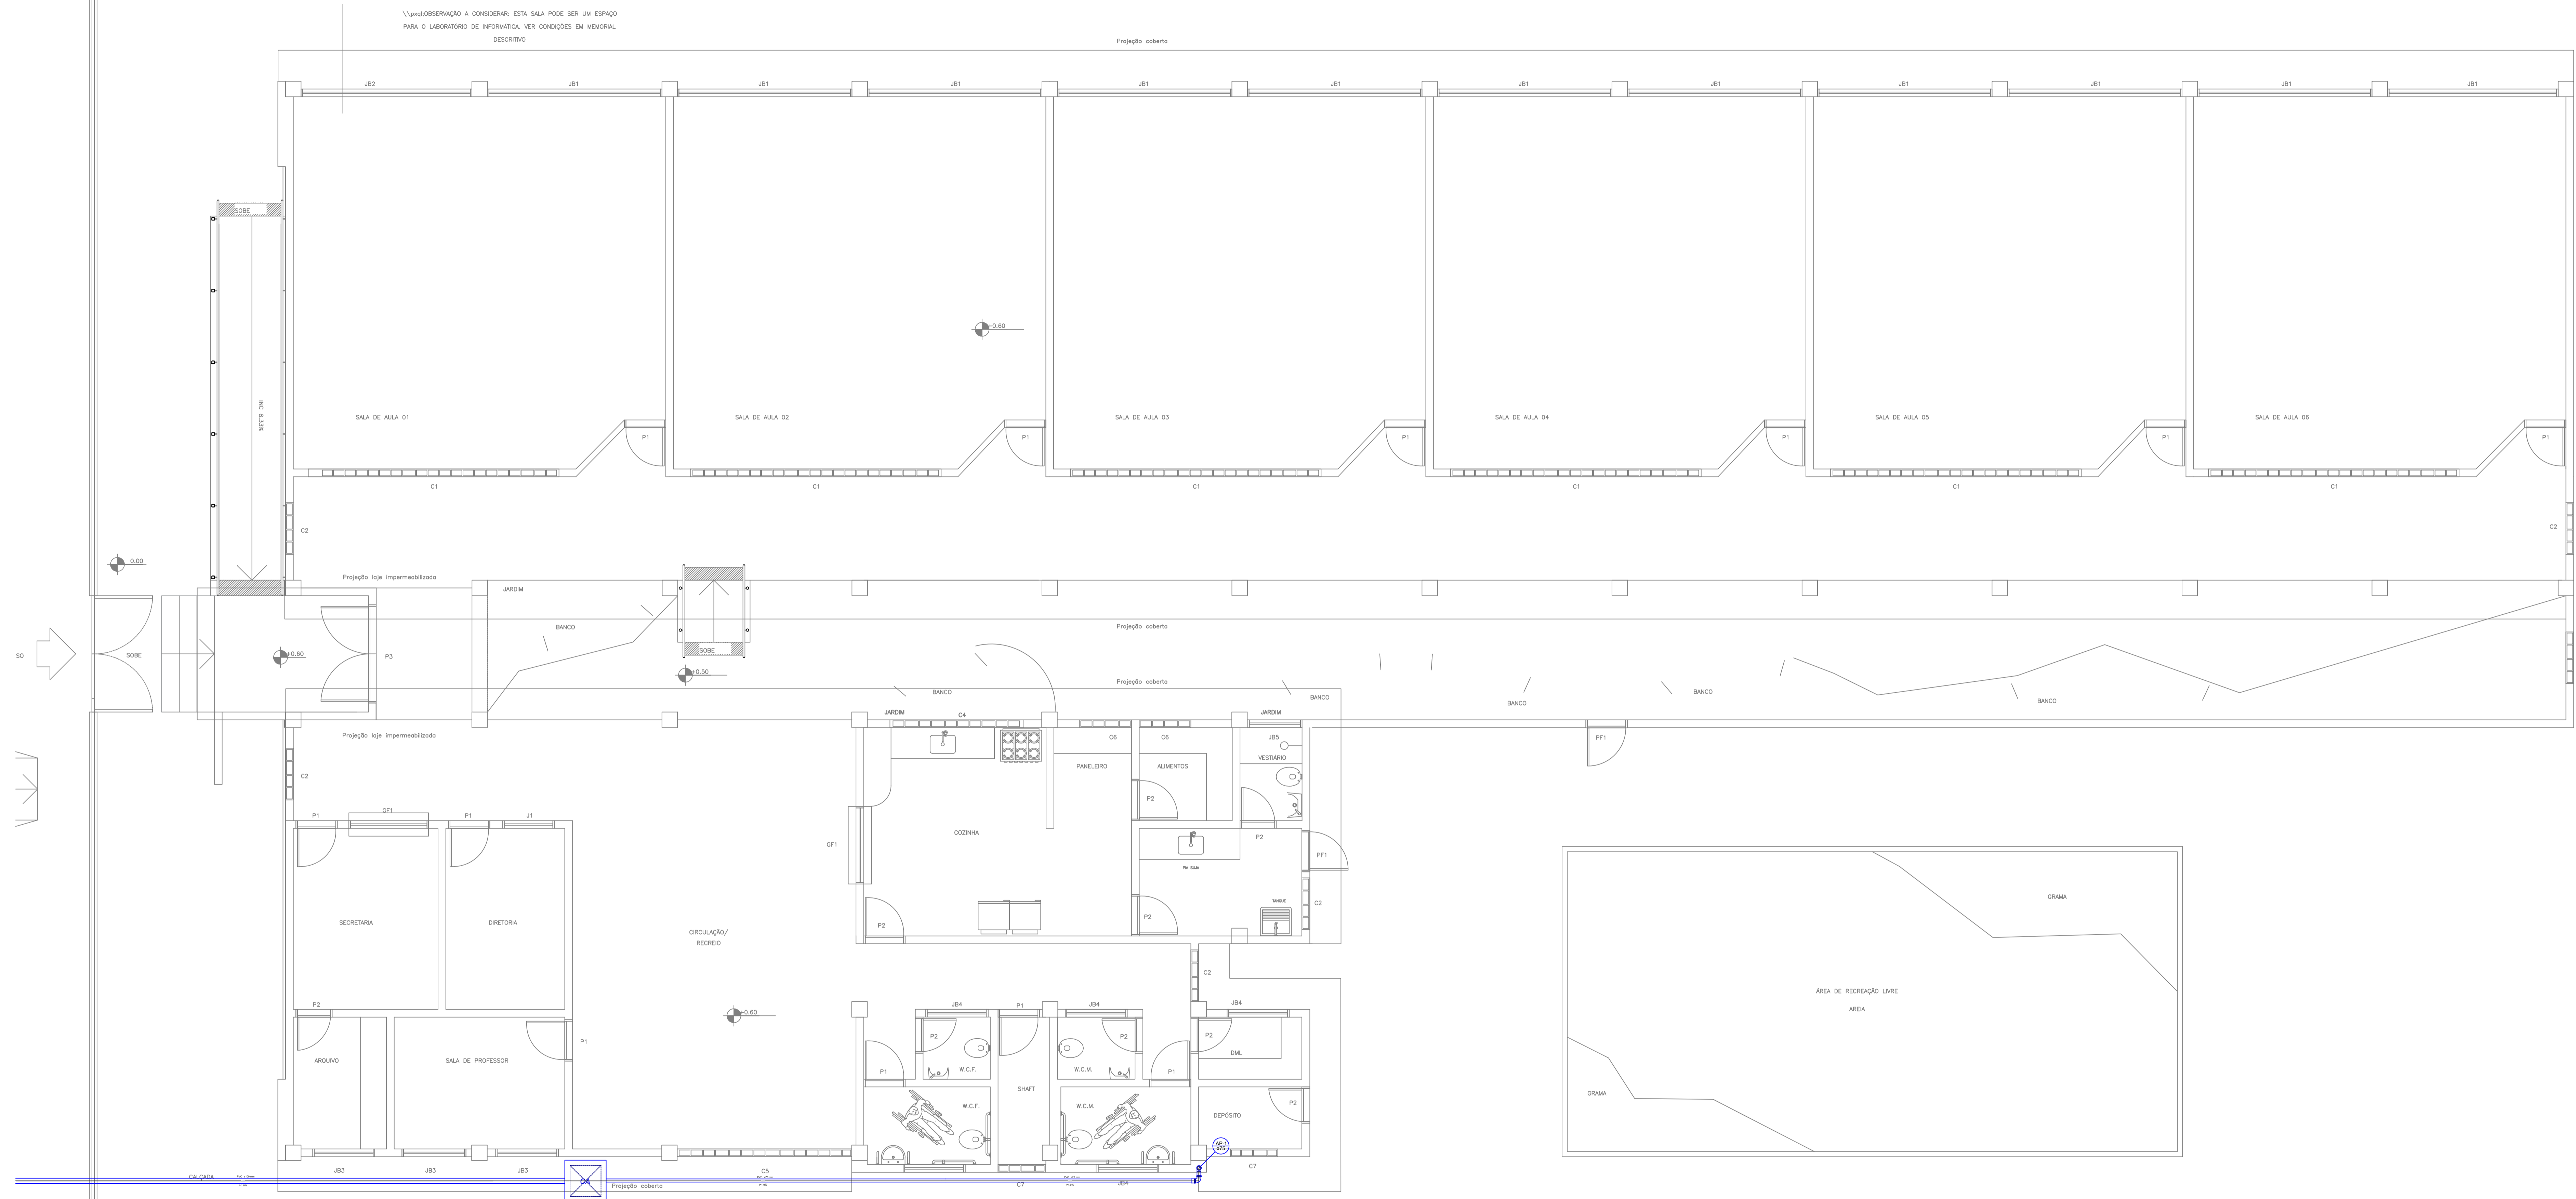 \\pxql;OBSERVAÇÃO A CONSIDERAR: ESTA SALA PODE SER UM ESPAÇO
PARA O LABORATÓRIO DE INFORMÁTICA. VER CONDIÇÕES EM MEMORIAL
DESCRITIVO
Projeção coberta
JB2 JB1 JB1 JB1 JB1 JB1 JB1 JB1 JB1 JB1 JB1 JB1
SOBE
+0.60
INC 8.33%
SALA DE AULA 01 SALA DE AULA 02 SALA DE AULA 03 SALA DE AULA 04 SALA DE AULA 05 SALA DE AULA 06
P1 P1 P1 P1 P1 P1
C1 C1 C1 C1 C1 C1
C2 C2
0.00
Projeção laje impermeabilizada
JARDIM
BANCO
Projeção coberta
SO
SOBE
+0.60
P3
SOBE
+0.50
Projeção coberta
BANCO
BANCO
BANCO
BANCO
BANCO
JARDIM
C4
JARDIM
Projeção laje impermeabilizada
C6 C6
JB5
PF1
VESTIÁRIO
PANELEIRO
ALIMENTOS
C2
P2
GF1
P1 P1 J1
COZINHA
P2
GF1
PF1
PIA SUJA
TANQUE
C2
P2
P2
SECRETARIA
DIRETORIA
CIRCULAÇÃO/
RECREIO
GRAMA
C2
ÁREA DE RECREAÇÃO LIVRE
AREIA
P2
JB4 P1 JB4 JB4
+0.60
P1
P2 P2 P2
ARQUIVO
SALA DE PROFESSOR
DML
W.C.F. W.C.M.
P1 P1
SHAFT
GRAMA
W.C.F. W.C.M.
P2
DEPÓSITO
AP-1
JB3 JB3 JB3
C5
C7
CALÇADA
04
Projeção coberta
C7
JB4